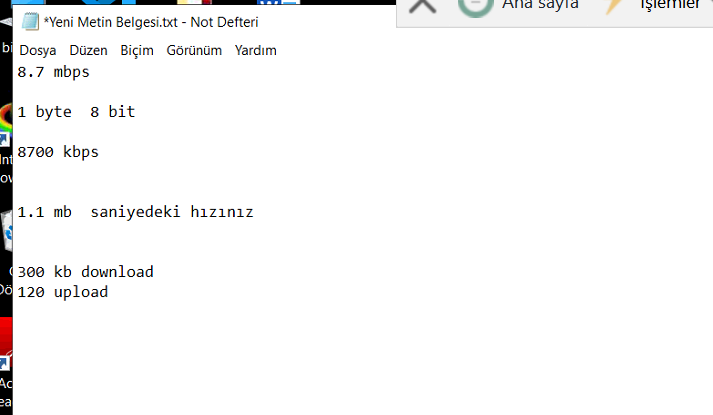 Ana sayfa İşlemler
*Yeni Metin Belgesi.txt - Not Defteri
Dosya Düzen Biçim Görünüm Yardım
8.7 mbps
1 byte 8 bit
8700 kbps
1.1 mb saniyedeki hızınız
300 kb download
120 upload